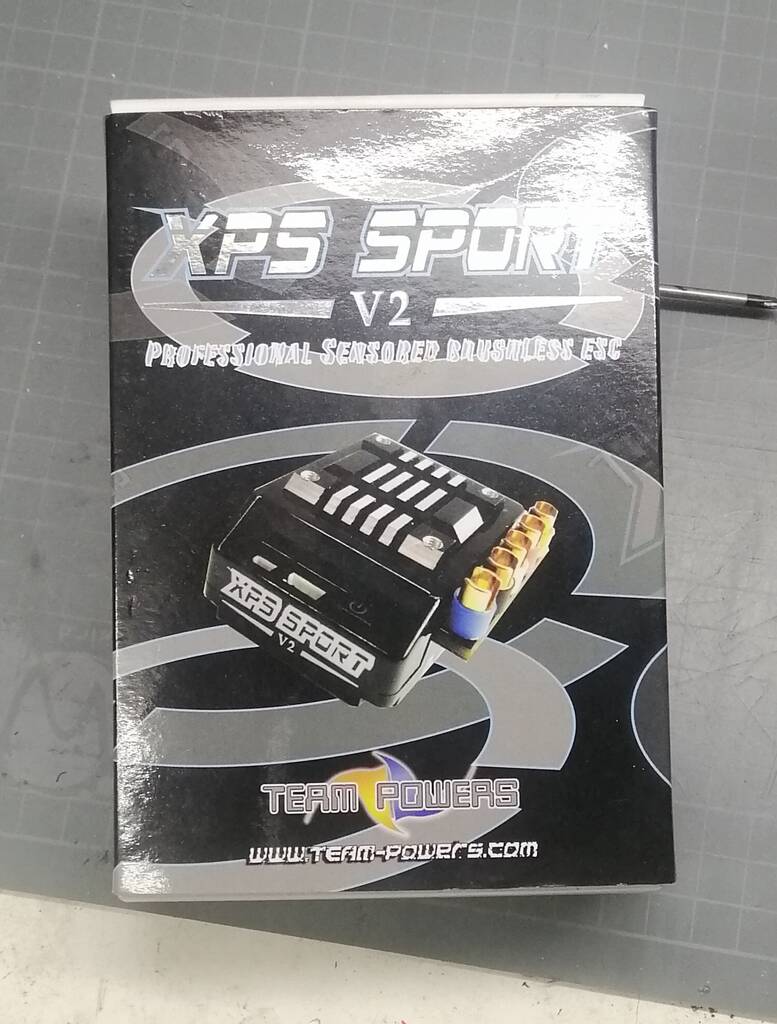 XPS SPORT
V2
PROFESSIONAL SENSORED BRUSHLESS ESC
XPS SPORT
V2
TEAM POWERS
www.TEAM-POWERS.COM